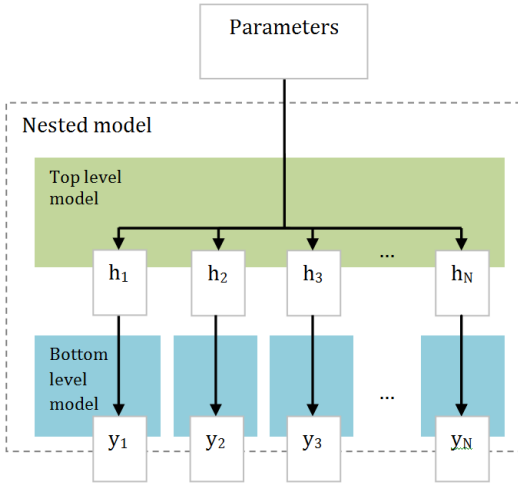 Parameters
Nested model
Top level
model
...
h1 h2 h3 hN
Bottom
level
model
...
y1 y2 y3 yN